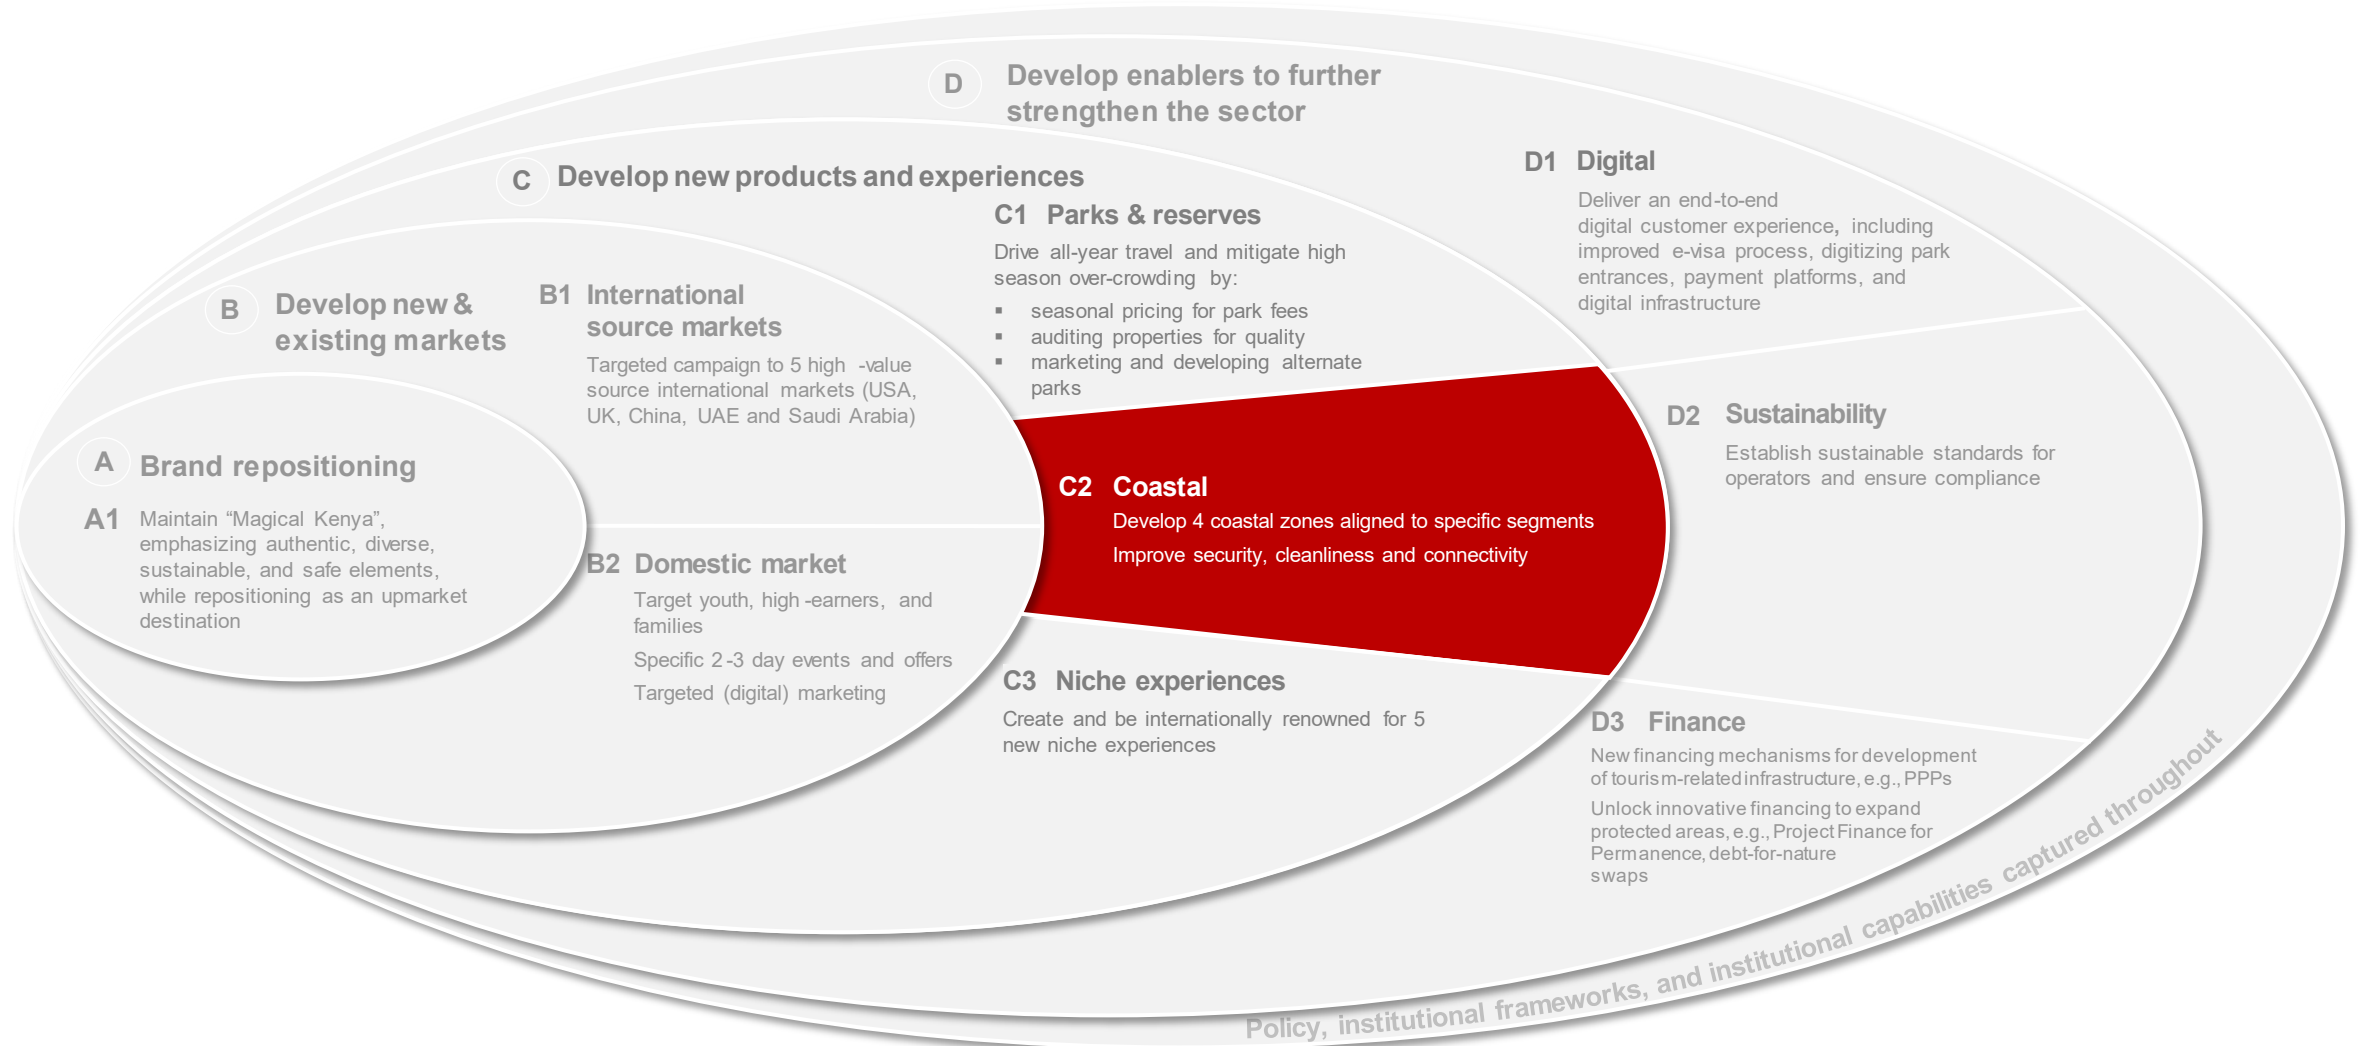 D
Develop enablers to further
strengthen the sector
C
Develop new products and experiences
B
Develop new &
existing markets
A
Brand repositioning
A1
Maintain “Magical Kenya”,
emphasizing authentic, diverse,
sustainable, and safe elements,
while repositioning as an upmarket
destination
B1 International
source markets
Targeted campaign to 5 high -value
source international markets (USA,
UK, China, UAE and Saudi Arabia)
B2 Domestic market
Target youth, high -earners, and
families
Specific 2 -3 day events and offers
Targeted (digital) marketing
C1 Parks & reserves
Drive all-year travel and mitigate high
season over-crowding by:
▪ seasonal pricing for park fees
▪ auditing properties for quality
▪ marketing and developing alternate
parks
C2 Coastal
Develop 4 coastal zones aligned to specific segments
Improve security, cleanliness and connectivity
C3 Niche experiences
Create and be internationally renowned for 5
new niche experiences
D1 Digital
Deliver an end-to-end
digital customer experience, including
improved e-visa process, digitizing park
entrances, payment platforms, and
digital infrastructure
D2 Sustainability
Establish sustainable standards for
operators and ensure compliance
D3 Finance
New financing mechanisms for development
of tourism-related infrastructure, e.g., PPPs
Unlock innovative financing to expand
protected areas, e.g., Project Finance for
Permanence, debt-for-nature
swaps
Policy, institutional frameworks, and institutional capabilities captured throughout